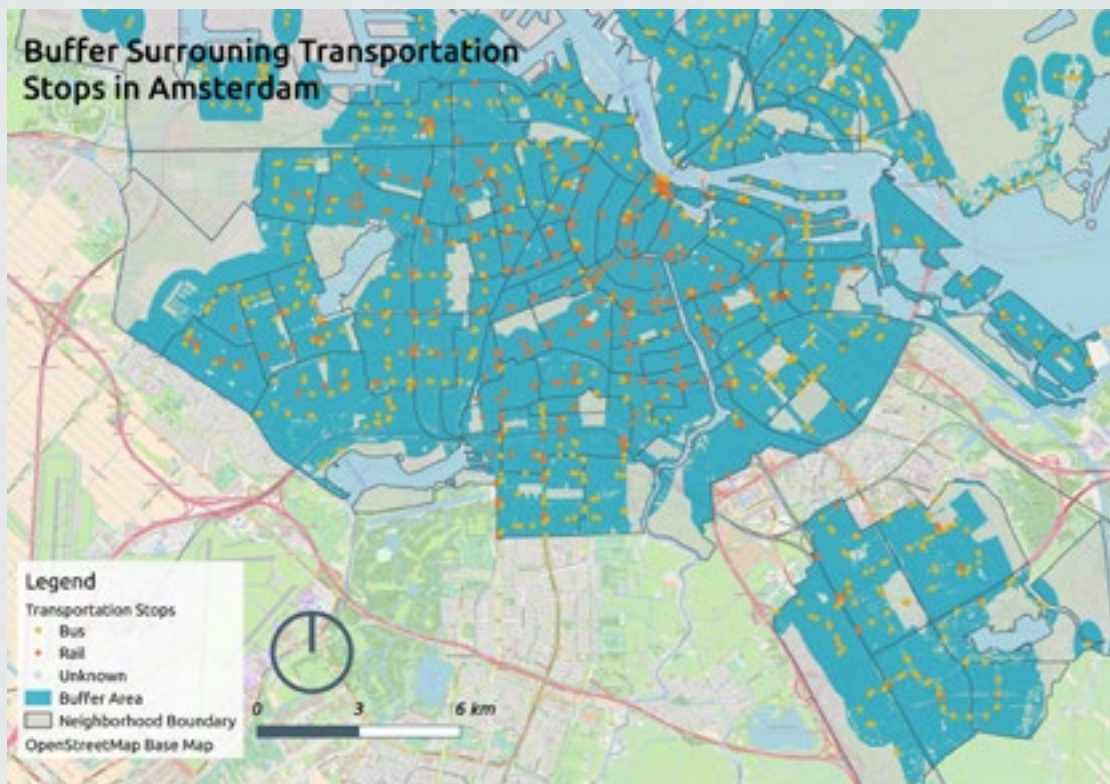 Buffer Surrouning Transportation
Stops in Amsterdam
Legend
Transportation Stops
Bus
Rail
Unknown
Buffer Area
Neighborhood Boundary
OpenStreetMap Base Map
0 3 6 km